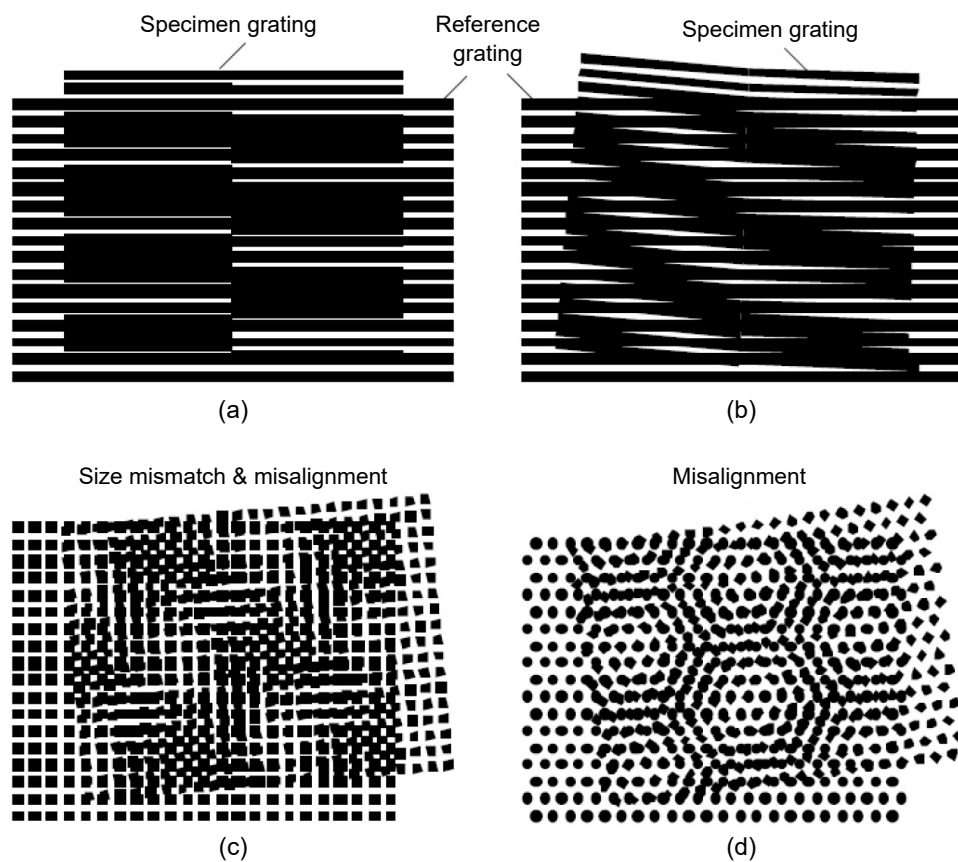 Specimen grating
Reference
grating
Specimen grating
(a)
(b)
Size mismatch & misalignment
Misalignment
(c)
(d)